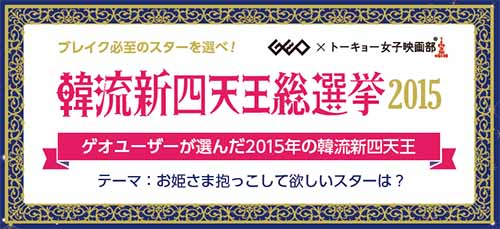 ブレイク必至のスターを選べ!
GEO×トーキョー女子映画部
韓流新四天王総選挙2015
ゲオユーザーが選んだ2015年の韓流新四天王
テーマ:お姫さま抱っこして欲しいスターは?